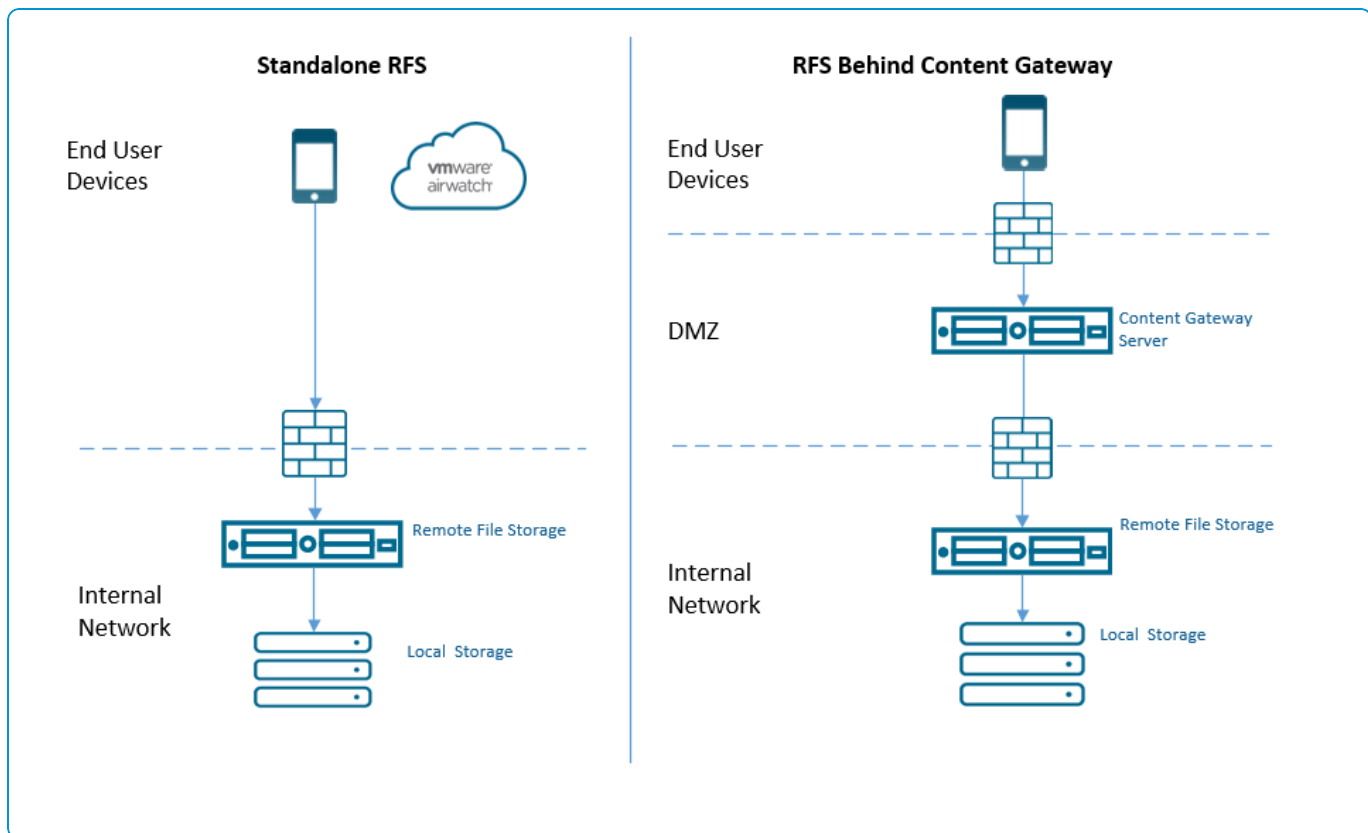 Standalone RFS
End User
Devices
vmware
airwatch
Remote File Storage
Internal
Network
Local Storage
RFS Behind Content Gateway
End User
Devices
DMZ
Content Gateway
Server
Remote File Storage
Internal
Network
Local Storage